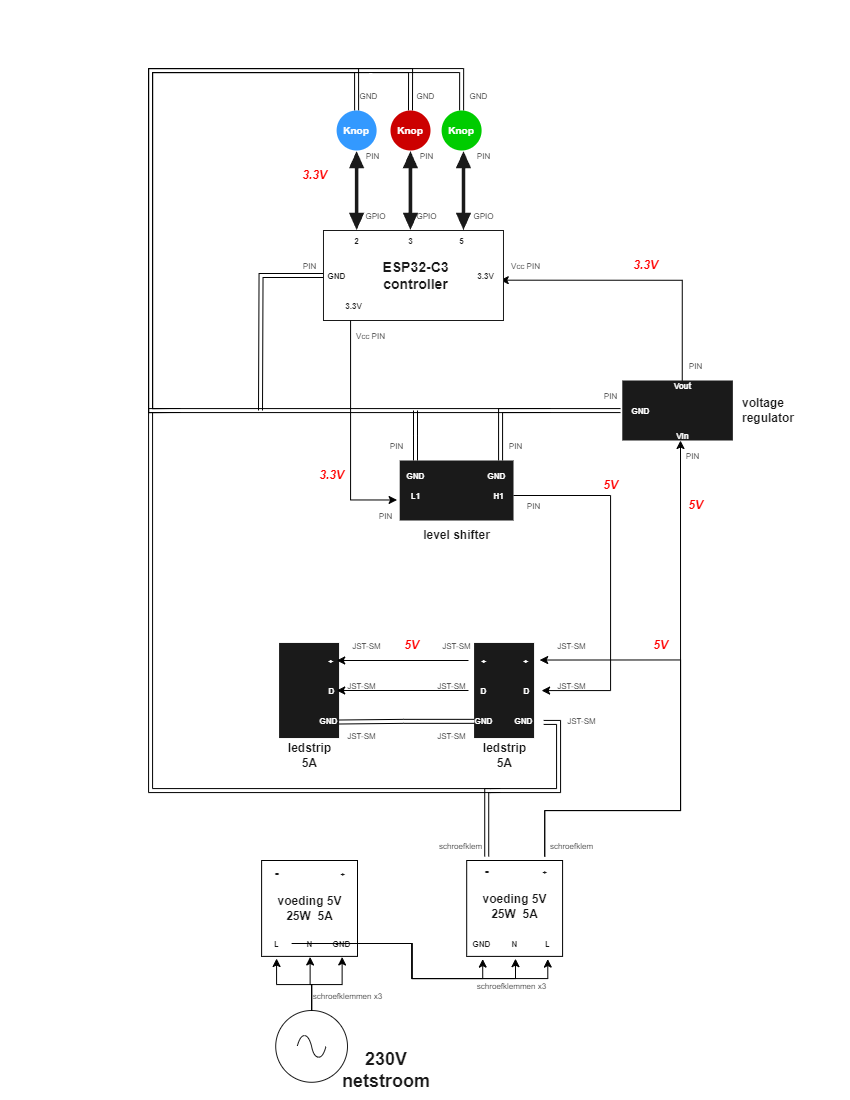 GND GND GND
Knop Knop Knop
PIN PIN PIN
3.3V
GPIO GPIO GPIO
2 3 5
ESP32-C3
controller
PIN
GND
3.3V
Vcc PIN
3.3V
3.3V
Vcc PIN
PIN
Vout
GND
Vin
PIN
voltage
regulator
PIN
5V
PIN PIN
GND GND
L1 H1
3.3V
PIN
PIN
5V
level shifter
JST-SM 5V JST-SM JST-SM 5V
+ + +
D JST-SM JST-SM D D JST-SM
GND GND GND JST-SM
JST-SM JST-SM
ledstrip
5A
ledstrip
5A
schroefklem schroefklem
- +
voeding 5V
25W 5A
L N GND
- +
voeding 5V
25W 5A
GND N L
schroefklemmen x3
schroefklemmen x3
230V
netstroom